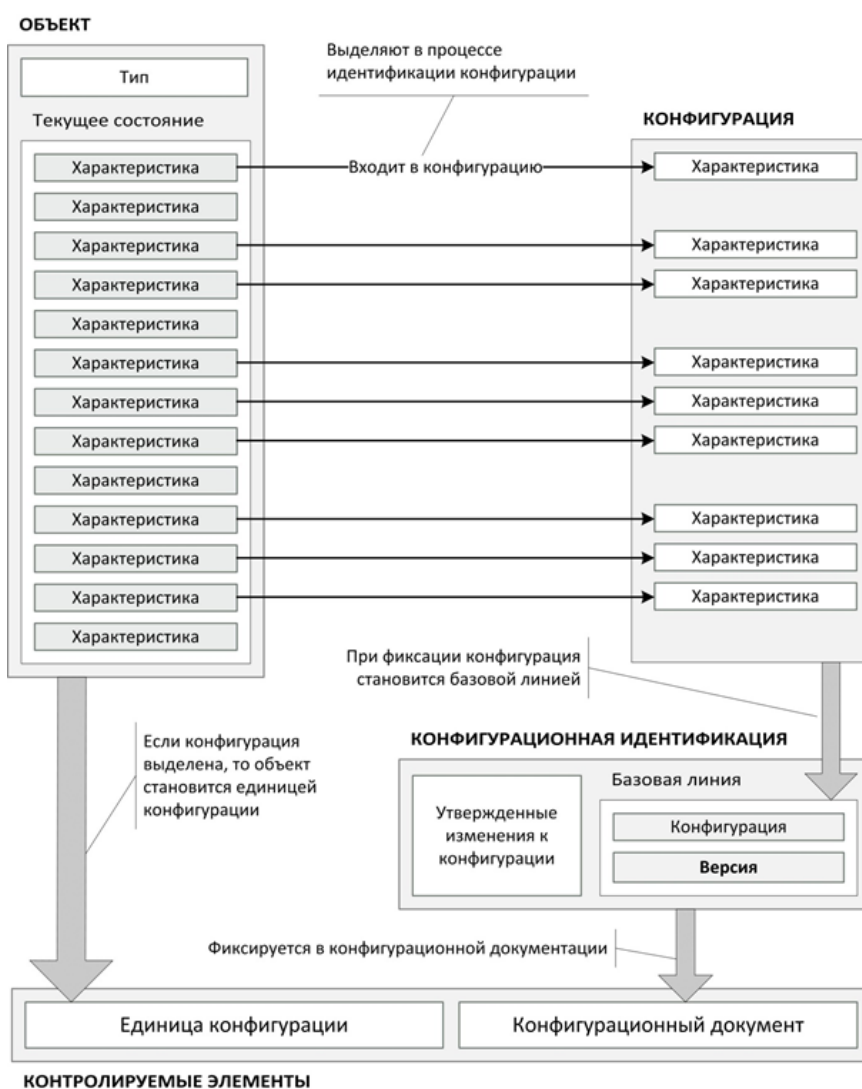 ОБЪЕКТ
Тип
Текущее состояние
Характеристика
Характеристика
Характеристика
Характеристика
Характеристика
Характеристика
Характеристика
Характеристика
Характеристика
Характеристика
Характеристика
Характеристика
Характеристика
Выделяют в процессе
идентификации конфигурации
Входит в конфигурацию
КОНФИГУРАЦИЯ
Характеристика
Характеристика
Характеристика
Характеристика
Характеристика
Характеристика
Характеристика
Характеристика
Характеристика
При фиксации конфигурация
становится базовой линией
Если конфигурация
выделена, то объект
становится единицей
конфигурации
КОНФИГУРАЦИОННАЯ ИДЕНТИФИКАЦИЯ
Утвержденные
изменения к
конфигурации
Базовая линия
Конфигурация
Версия
Фиксируется в конфигурационной документации
Единица конфигурации
Конфигурационный документ
КОНТРОЛИРУЕМЫЕ ЭЛЕМЕНТЫ